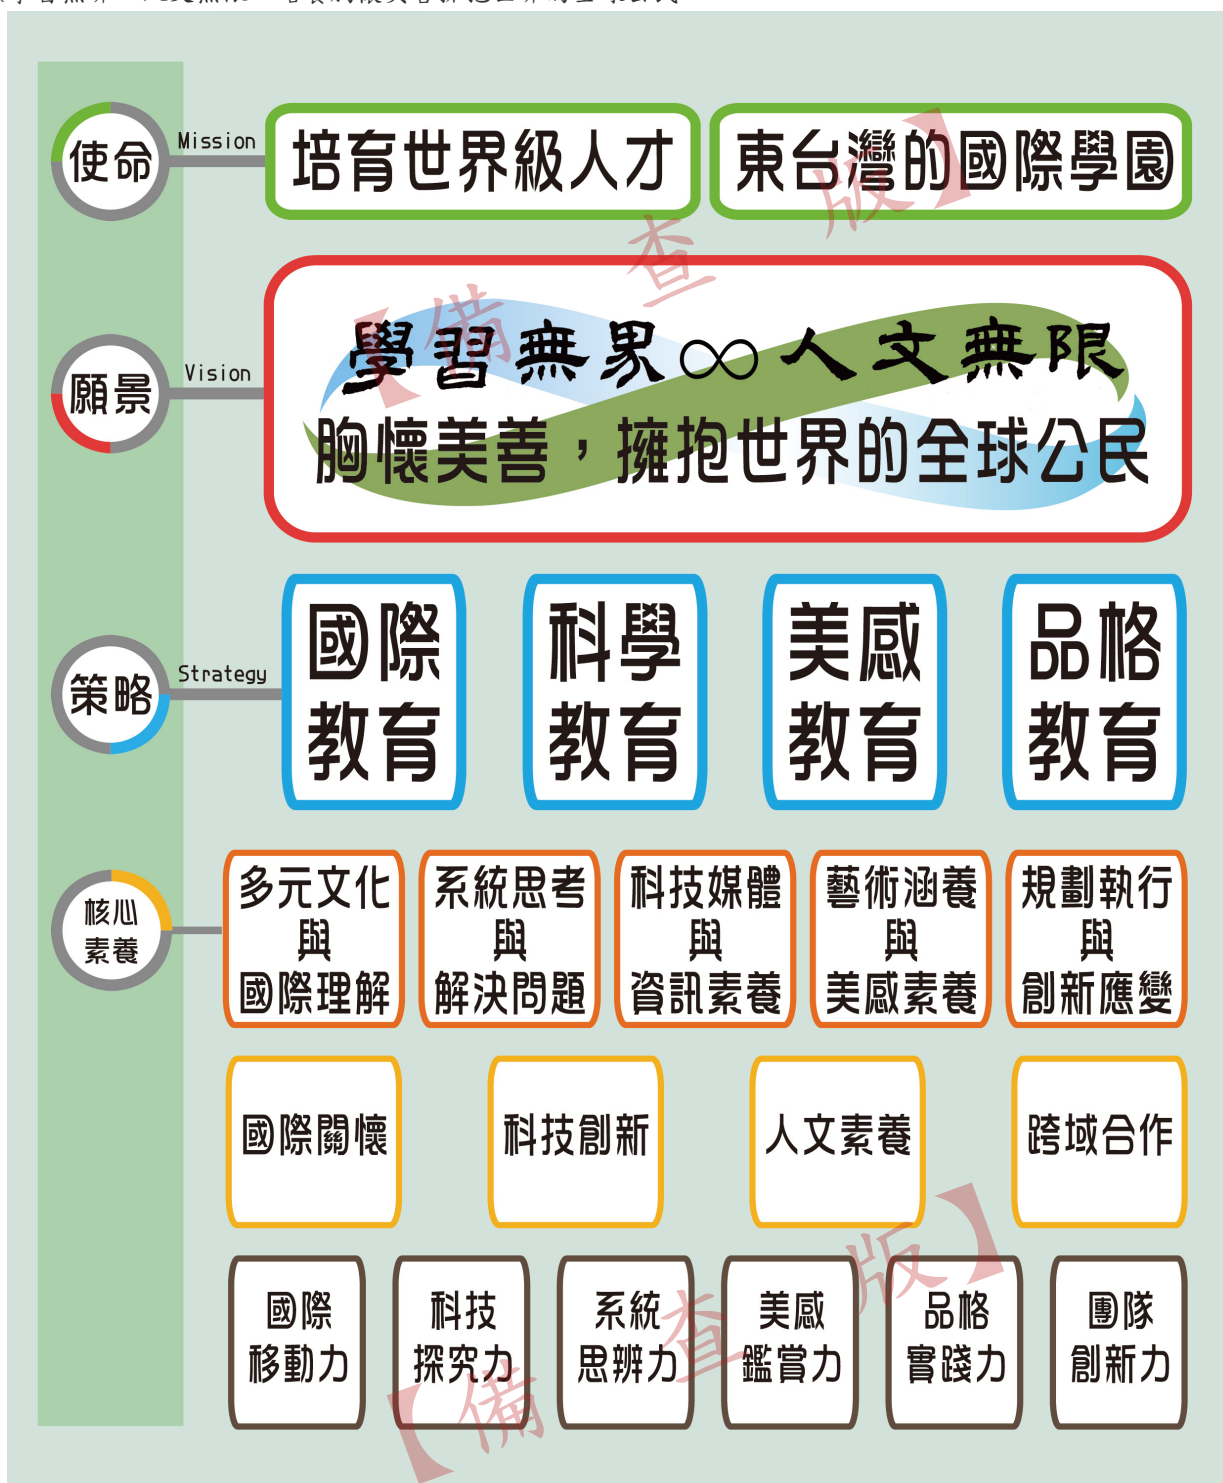 使命
Mission
培育世界級人才
東台灣的國際學園
願景
Vision
學習無界∞人文無限
胸懷美善，擁抱世界的全球公民
策略
Strategy
國際
教育
科學
教育
美感
教育
品格
教育
核心
素養
多元文化
與
國際理解
系統思考
與
解決問題
科技媒體
與
資訊素養
藝術涵養
與
美感素養
規劃執行
與
創新應變
國際關懷
科技創新
人文素養
跨域合作
國際
移動力
科技
探究力
系統
思辨力
美感
鑑賞力
品格
實踐力
團隊
創新力
【備查版】
【備查版】